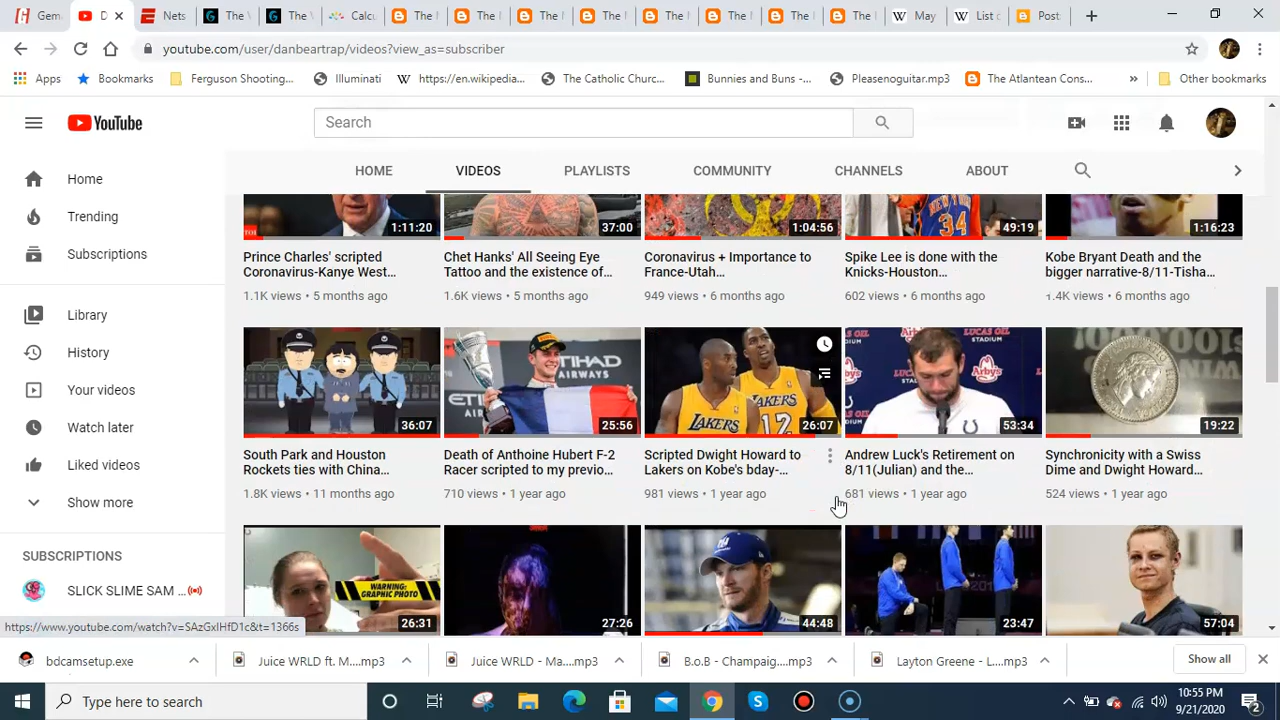 Gem
D
Nets
The V
The V
Calcu
The M
The F
The M
The F
The F
The F
The F
The F
May
List o
Post
youtube.com/user/danbeartrap/videos?view_as=subscriber
Apps
Bookmarks
Ferguson Shooting...
Illuminati
https://en.wikipedia...
The Catholic Churc...
Bunnies and Buns -...
Pleasenoguitar.mp3
The Atlantean Cons...
»
Other bookmarks
YouTube
Search
HOME
VIDEOS
PLAYLISTS
COMMUNITY
CHANNELS
ABOUT
Home
Trending
Subscriptions
Library
History
Your videos
Watch later
Liked videos
Show more
SUBSCRIPTIONS
SLICK SLIME SAM ...
1:11:20
37:00
34
1:04:56
49:19
1:16:23
Prince Charles' scripted
Coronavirus-Kanye West...
1.1K views • 5 months ago
Chet Hanks' All Seeing Eye
Tattoo and the existence of...
1.6K views • 5 months ago
Coronavirus + Importance to
France-Utah...
949 views • 6 months ago
Spike Lee is done with the
Knicks-Houston...
602 views • 6 months ago
Kobe Bryant Death and the
bigger narrative-8/11-Tisha...
1.4K views • 6 months ago
36:07
ETIHAD
AIRWAYS
25:56
LAKERS
LAKERS
12
26:07
LUCAS OIL
STADIUM
Arby's
Arby's
53:34
19:22
South Park and Houston
Rockets ties with China...
1.8K views • 11 months ago
Death of Anthoine Hubert F-2
Racer scripted to my previo...
710 views • 1 year ago
Scripted Dwight Howard to
Lakers on Kobe's bday-...
981 views • 1 year ago
Andrew Luck's Retirement on
8/11(Julian) and the...
681 views • 1 year ago
Synchronicity with a Swiss
Dime and Dwight Howard...
524 views • 1 year ago
WARNING:
GRAPHIC PHOTO
26:31
27:26
44:48
23:47
57:04
https://www.youtube.com/watch?v=SAzGxIHfD1c&t=1366s
bdcamsetup.exe
Juice WRLD ft. M....mp3
Juice WRLD - Ma....mp3
B.o.B - Champaig....mp3
Layton Greene - L....mp3
Show all
Type here to search
10:55 PM
9/21/2020
2